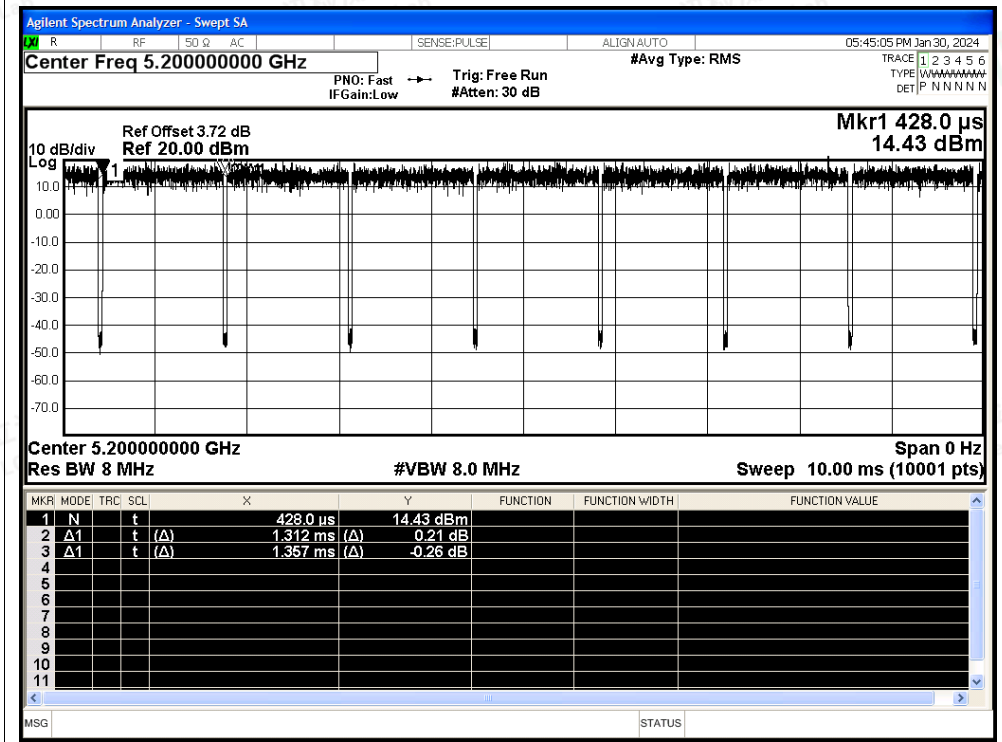 Agilent Spectrum Analyzer - Swept SA
LXI R RF 50 Ω AC SENSE:PULSE ALIGN AUTO 05:45:05 PM Jan 30, 2024
Center Freq 5.200000000 GHz #Avg Type: RMS TRACE 1 2 3 4 5 6
PNO: Fast Trig: Free Run TYPE WWWWWW
IFGain:Low #Atten: 30 dB DET P N N N N N
Mkr1 428.0 µs
Ref Offset 3.72 dB
10 dB/div Ref 20.00 dBm 14.43 dBm
Log
1
10.0
0.00
-10.0
-20.0
-30.0
-40.0
-50.0
-60.0
-70.0
Center 5.200000000 GHz Span 0 Hz
Res BW 8 MHz #VBW 8.0 MHz Sweep 10.00 ms (10001 pts)
MKR MODE TRC SCL X Y FUNCTION FUNCTION WIDTH FUNCTION VALUE
1 N t 428.0 µs 14.43 dBm
2 Δ1 t (Δ) 1.312 ms (Δ) 0.21 dB
3 Δ1 t (Δ) 1.357 ms (Δ) -0.26 dB
4
5
6
7
8
9
10
11
MSG STATUS